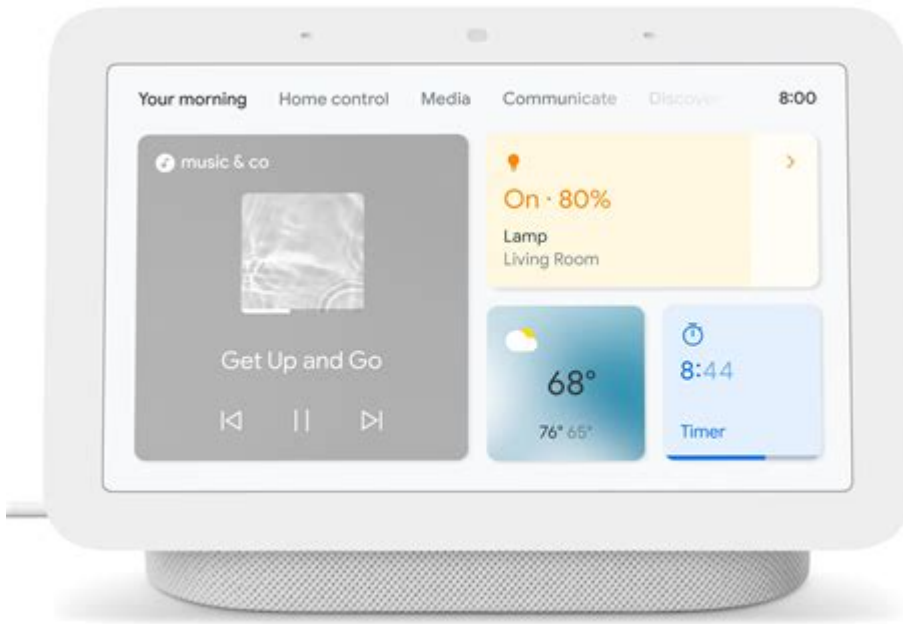 Your morning Home control Media Communicate Discover 8:00
music & co
Get Up and Go
On · 80%
Lamp
Living Room
68°
76° 65°
8:44
Timer